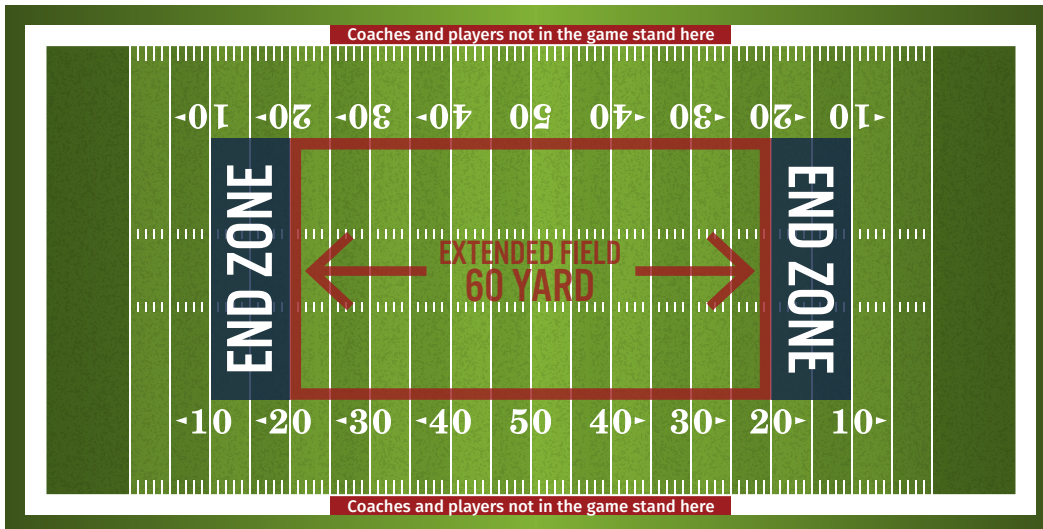 Coaches and players not in the game stand here
10 20 30 40 50 40 30 20 10
END ZONE
EXTENDED FIELD
60 YARD
END ZONE
10 20 30 40 50 40 30 20 10
Coaches and players not in the game stand here